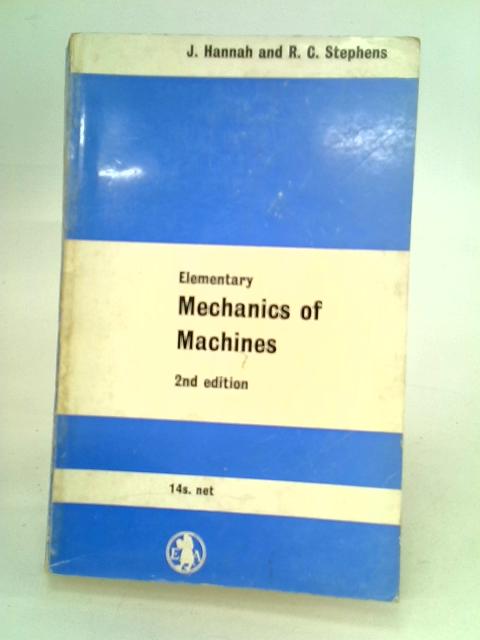 J. Hannah and R. C. Stephens
Elementary
Mechanics of
Machines
2nd edition
14s. net
E A